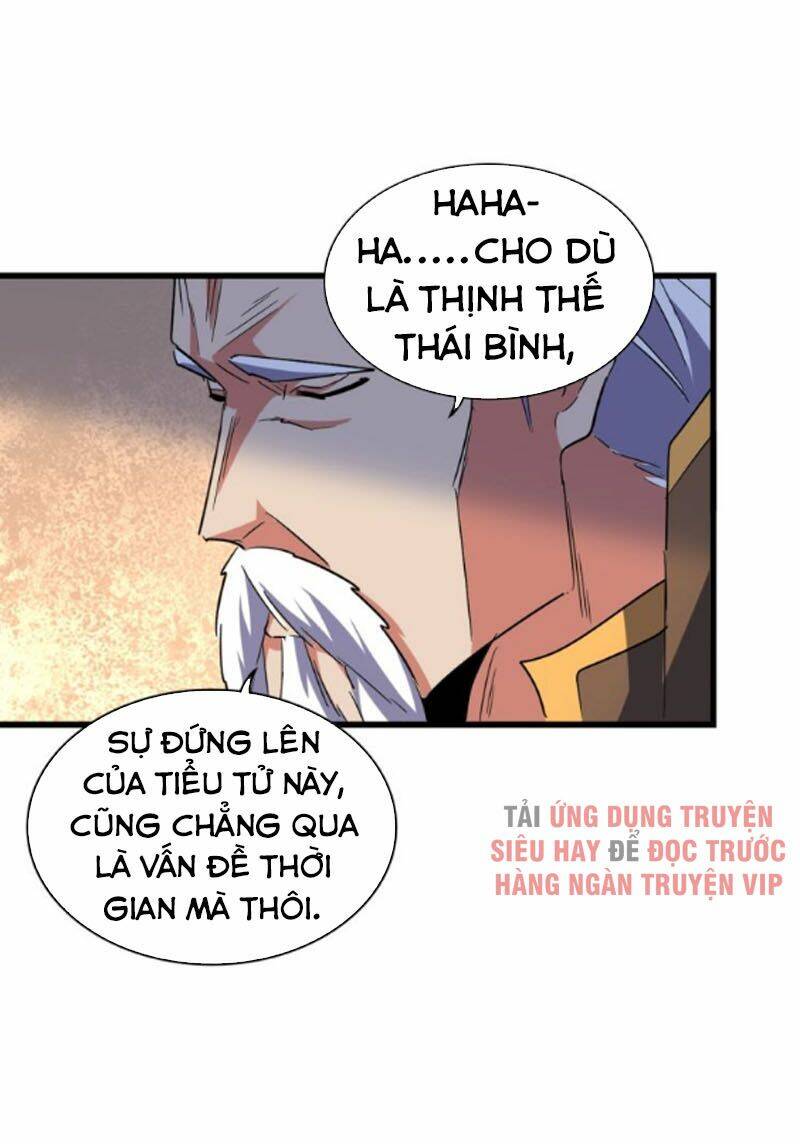 HAHA-
HA.....CHO DÙ
LÀ THỊNH THẾ
THÁI BÌNH,
SỰ ĐỨNG LÊN
CỦA TIỂU TỬ NÀY,
CŨNG CHẲNG QUA
LÀ VẤN ĐỀ THỜI
GIAN MÀ THÔI.
TẢI ỨNG DỤNG TRUYỆN
SIÊU HAY ĐỂ ĐỌC TRƯỚC
HÀNG NGÀN TRUYỆN VIP